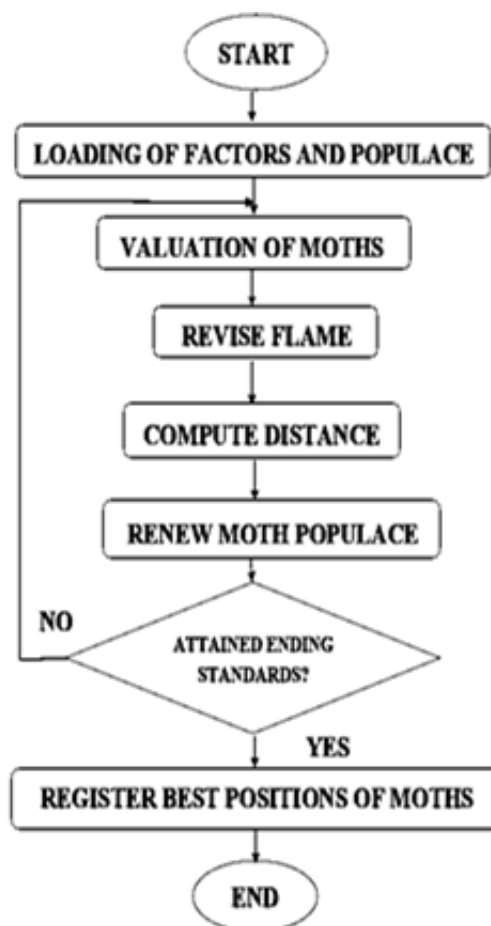 START
LOADING OF FACTORS AND POPULACE
VALUATION OF MOTHS
REVISE FLAME
COMPUTE DISTANCE
RENEW MOTH POPULACE
NO
ATTAINED ENDING
STANDARDS?
YES
REGISTER BEST POSITIONS OF MOTHS
END